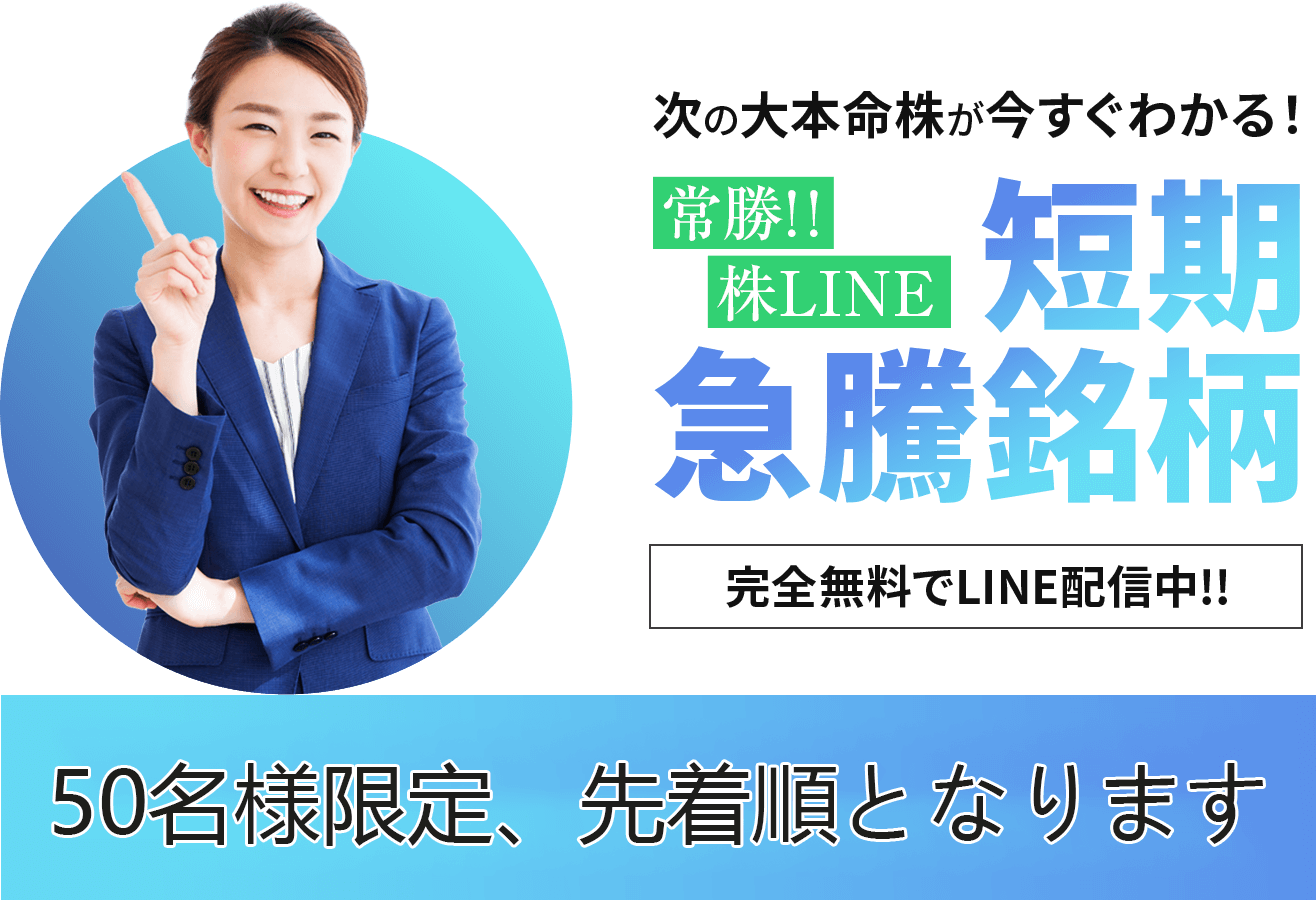 次の大本命株が今すぐわかる！
常勝!!
株LINE
短期
急騰銘柄
完全無料でLINE配信中!!
50名様限定、先着順となります